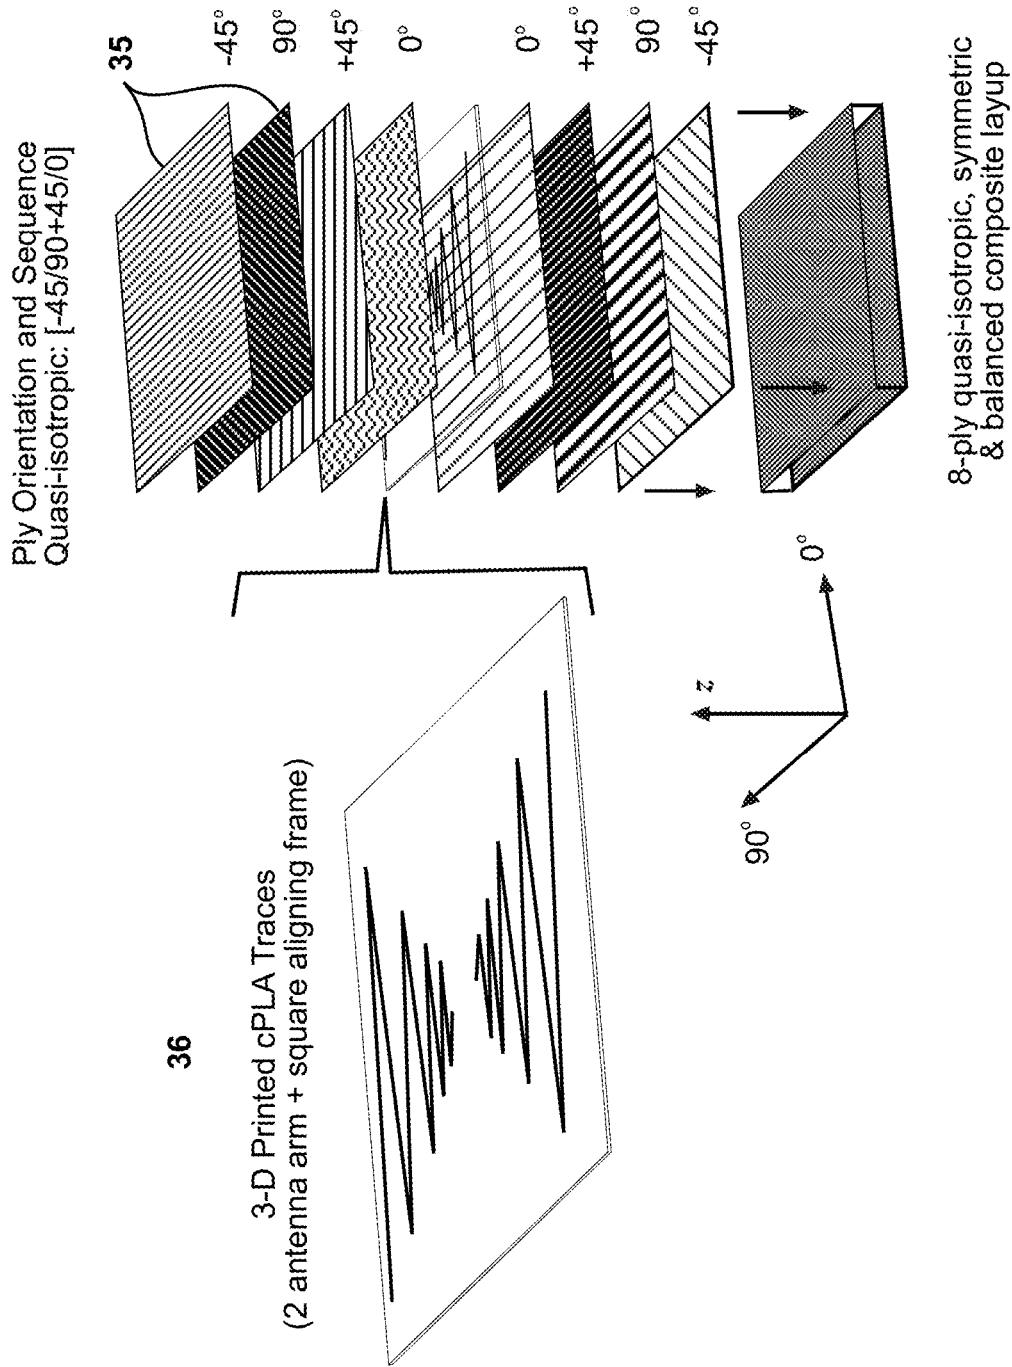 Ply Orientation and Sequence
Quasi-isotropic: [-45/90+45/0]
35
-45°
90°
+45°
0°
0°
+45°
90°
-45°
36
3-D Printed cPLA Traces
(2 antenna arm + square aligning frame)
z
0°
90°
8-ply quasi-isotropic, symmetric
& balanced composite layup